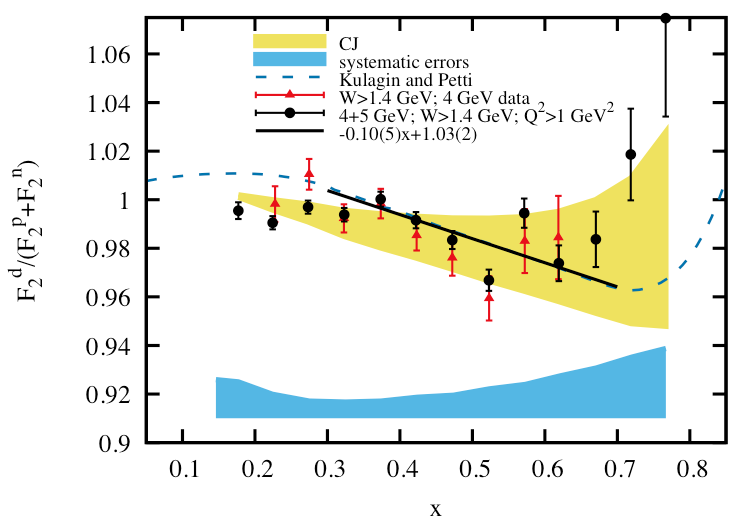 CJ
systematic errors
Kulagin and Petti
W>1.4 GeV; 4 GeV data
4+5 GeV; W>1.4 GeV; Q²>1 GeV²
-0.10(5)x+1.03(2)
1.06
1.04
1.02
1
0.98
0.96
0.94
0.92
0.9
F₂ᵈ/(F₂ᵖ+F₂ⁿ)
0.1 0.2 0.3 0.4 0.5 0.6 0.7 0.8
x